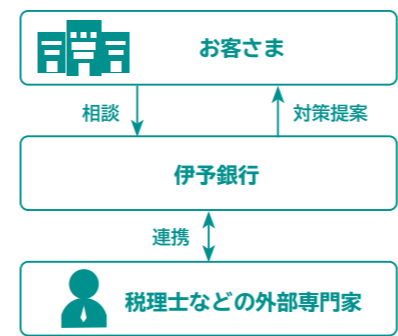 お客さま
相談
対策提案
伊予銀行
連携
税理士などの外部専門家